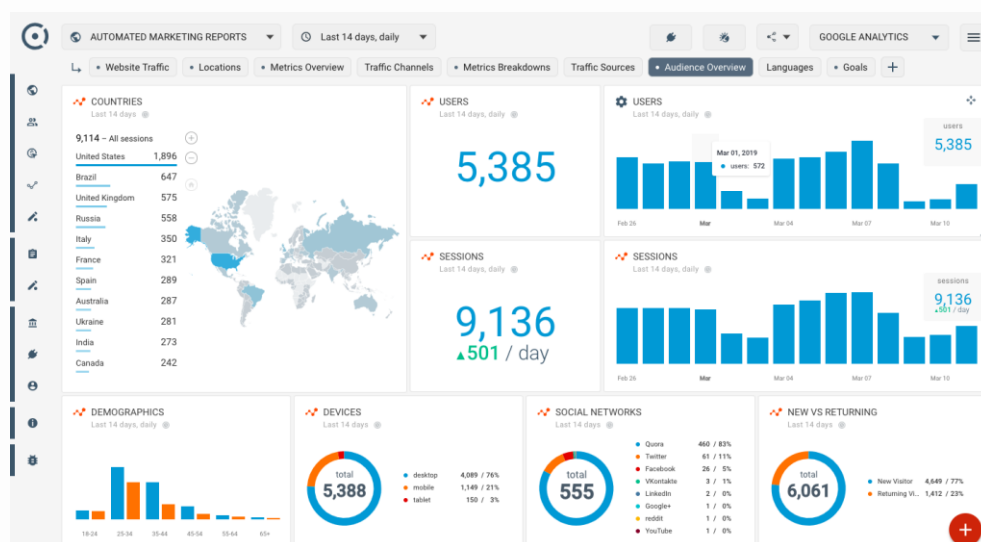 AUTOMATED MARKETING REPORTS
Last 14 days, daily
GOOGLE ANALYTICS
Website Traffic
Locations
Metrics Overview
Traffic Channels
Metrics Breakdowns
Traffic Sources
Audience Overview
Languages
Goals
COUNTRIES
Last 14 days
9,114 – All sessions
United States 1,896
Brazil 647
United Kingdom 575
Russia 558
Italy 350
France 321
Spain 289
Australia 287
Ukraine 281
India 273
Canada 242
USERS
Last 14 days, daily
5,385
USERS
Last 14 days, daily
users
5,385
Mar 01, 2019
users: 572
Feb 26 Mar Mar 04 Mar 07 Mar 10
SESSIONS
Last 14 days, daily
9,136
▲501 / day
SESSIONS
Last 14 days, daily
sessions
9,136
▲501 / day
Feb 26 Mar Mar 04 Mar 07 Mar 10
DEMOGRAPHICS
Last 14 days, daily
18-24 25-34 35-44 45-54 55-64 65+
DEVICES
Last 14 days
total
5,388
desktop 4,089 / 76%
mobile 1,149 / 21%
tablet 150 / 3%
SOCIAL NETWORKS
Last 14 days
total
555
Quora 460 / 83%
Twitter 61 / 11%
Facebook 26 / 5%
VKontakte 3 / 1%
LinkedIn 2 / 0%
Google+ 1 / 0%
reddit 1 / 0%
YouTube 1 / 0%
NEW VS RETURNING
Last 14 days
total
6,061
New Visitor 4,649 / 77%
Returning Vi... 1,412 / 23%